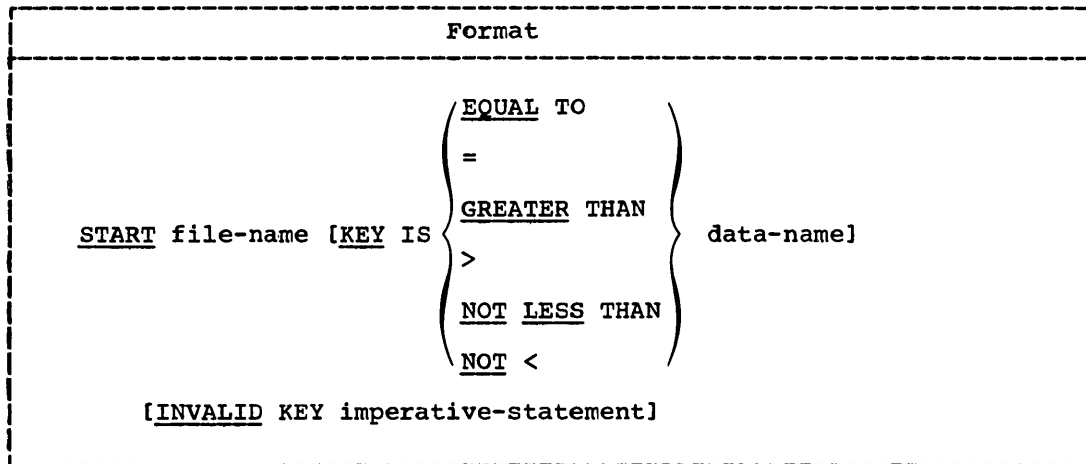 Format
EQUAL TO
=
GREATER THAN
START file-name [KEY IS data-name]
>
NOT LESS THAN
NOT <
[INVALID KEY imperative-statement]